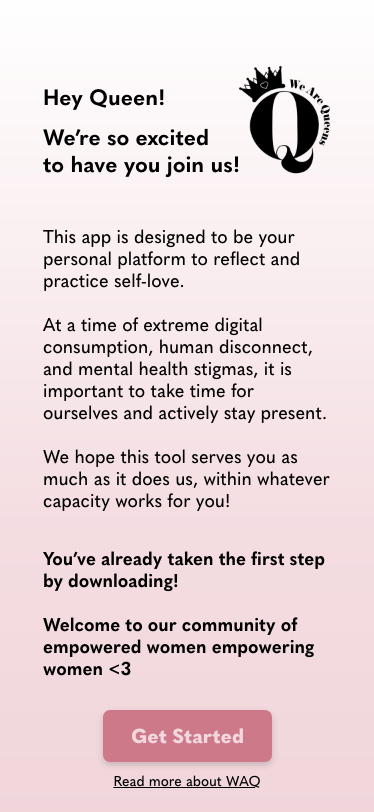 Hey Queen!
We Are Queens
Q
We're so excited
to have you join us!
This app is designed to be your
personal platform to reflect and
practice self-love.
At a time of extreme digital
consumption, human disconnect,
and mental health stigmas, it is
important to take time for
ourselves and actively stay present.
We hope this tool serves you as
much as it does us, within whatever
capacity works for you!
You've already taken the first step
by downloading!
Welcome to our community of
empowered women empowering
women <3
Get Started
Read more about WAQ